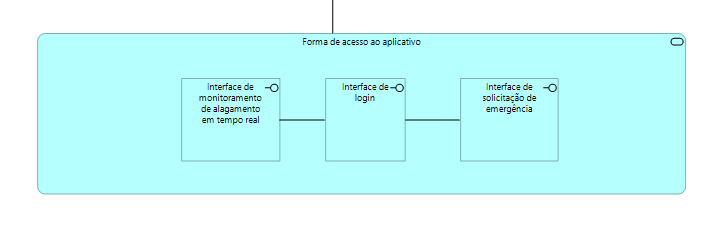 Forma de acesso ao aplicativo
Interface de
monitoramento
de alagamento
em tempo real
Interface de
login
Interface de
solicitação de
emergência